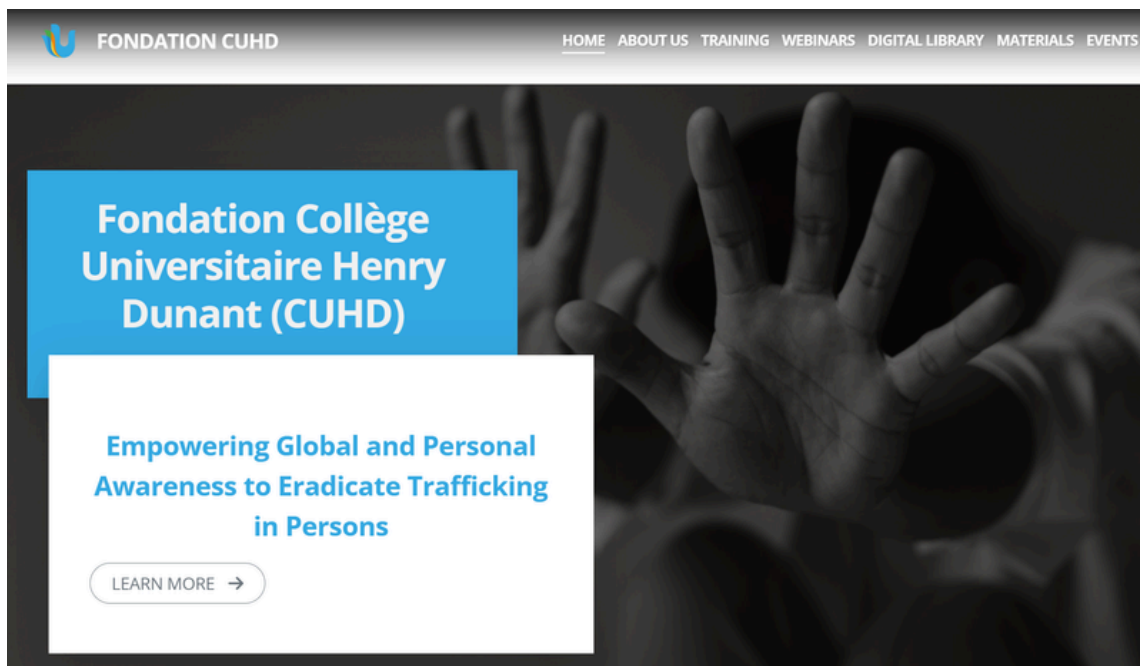 FONDATION CUHD
HOME ABOUT US TRAINING WEBINARS DIGITAL LIBRARY MATERIALS EVENTS
Fondation Collège
Universitaire Henry
Dunant (CUHD)
Empowering Global and Personal
Awareness to Eradicate Trafficking
in Persons
LEARN MORE →